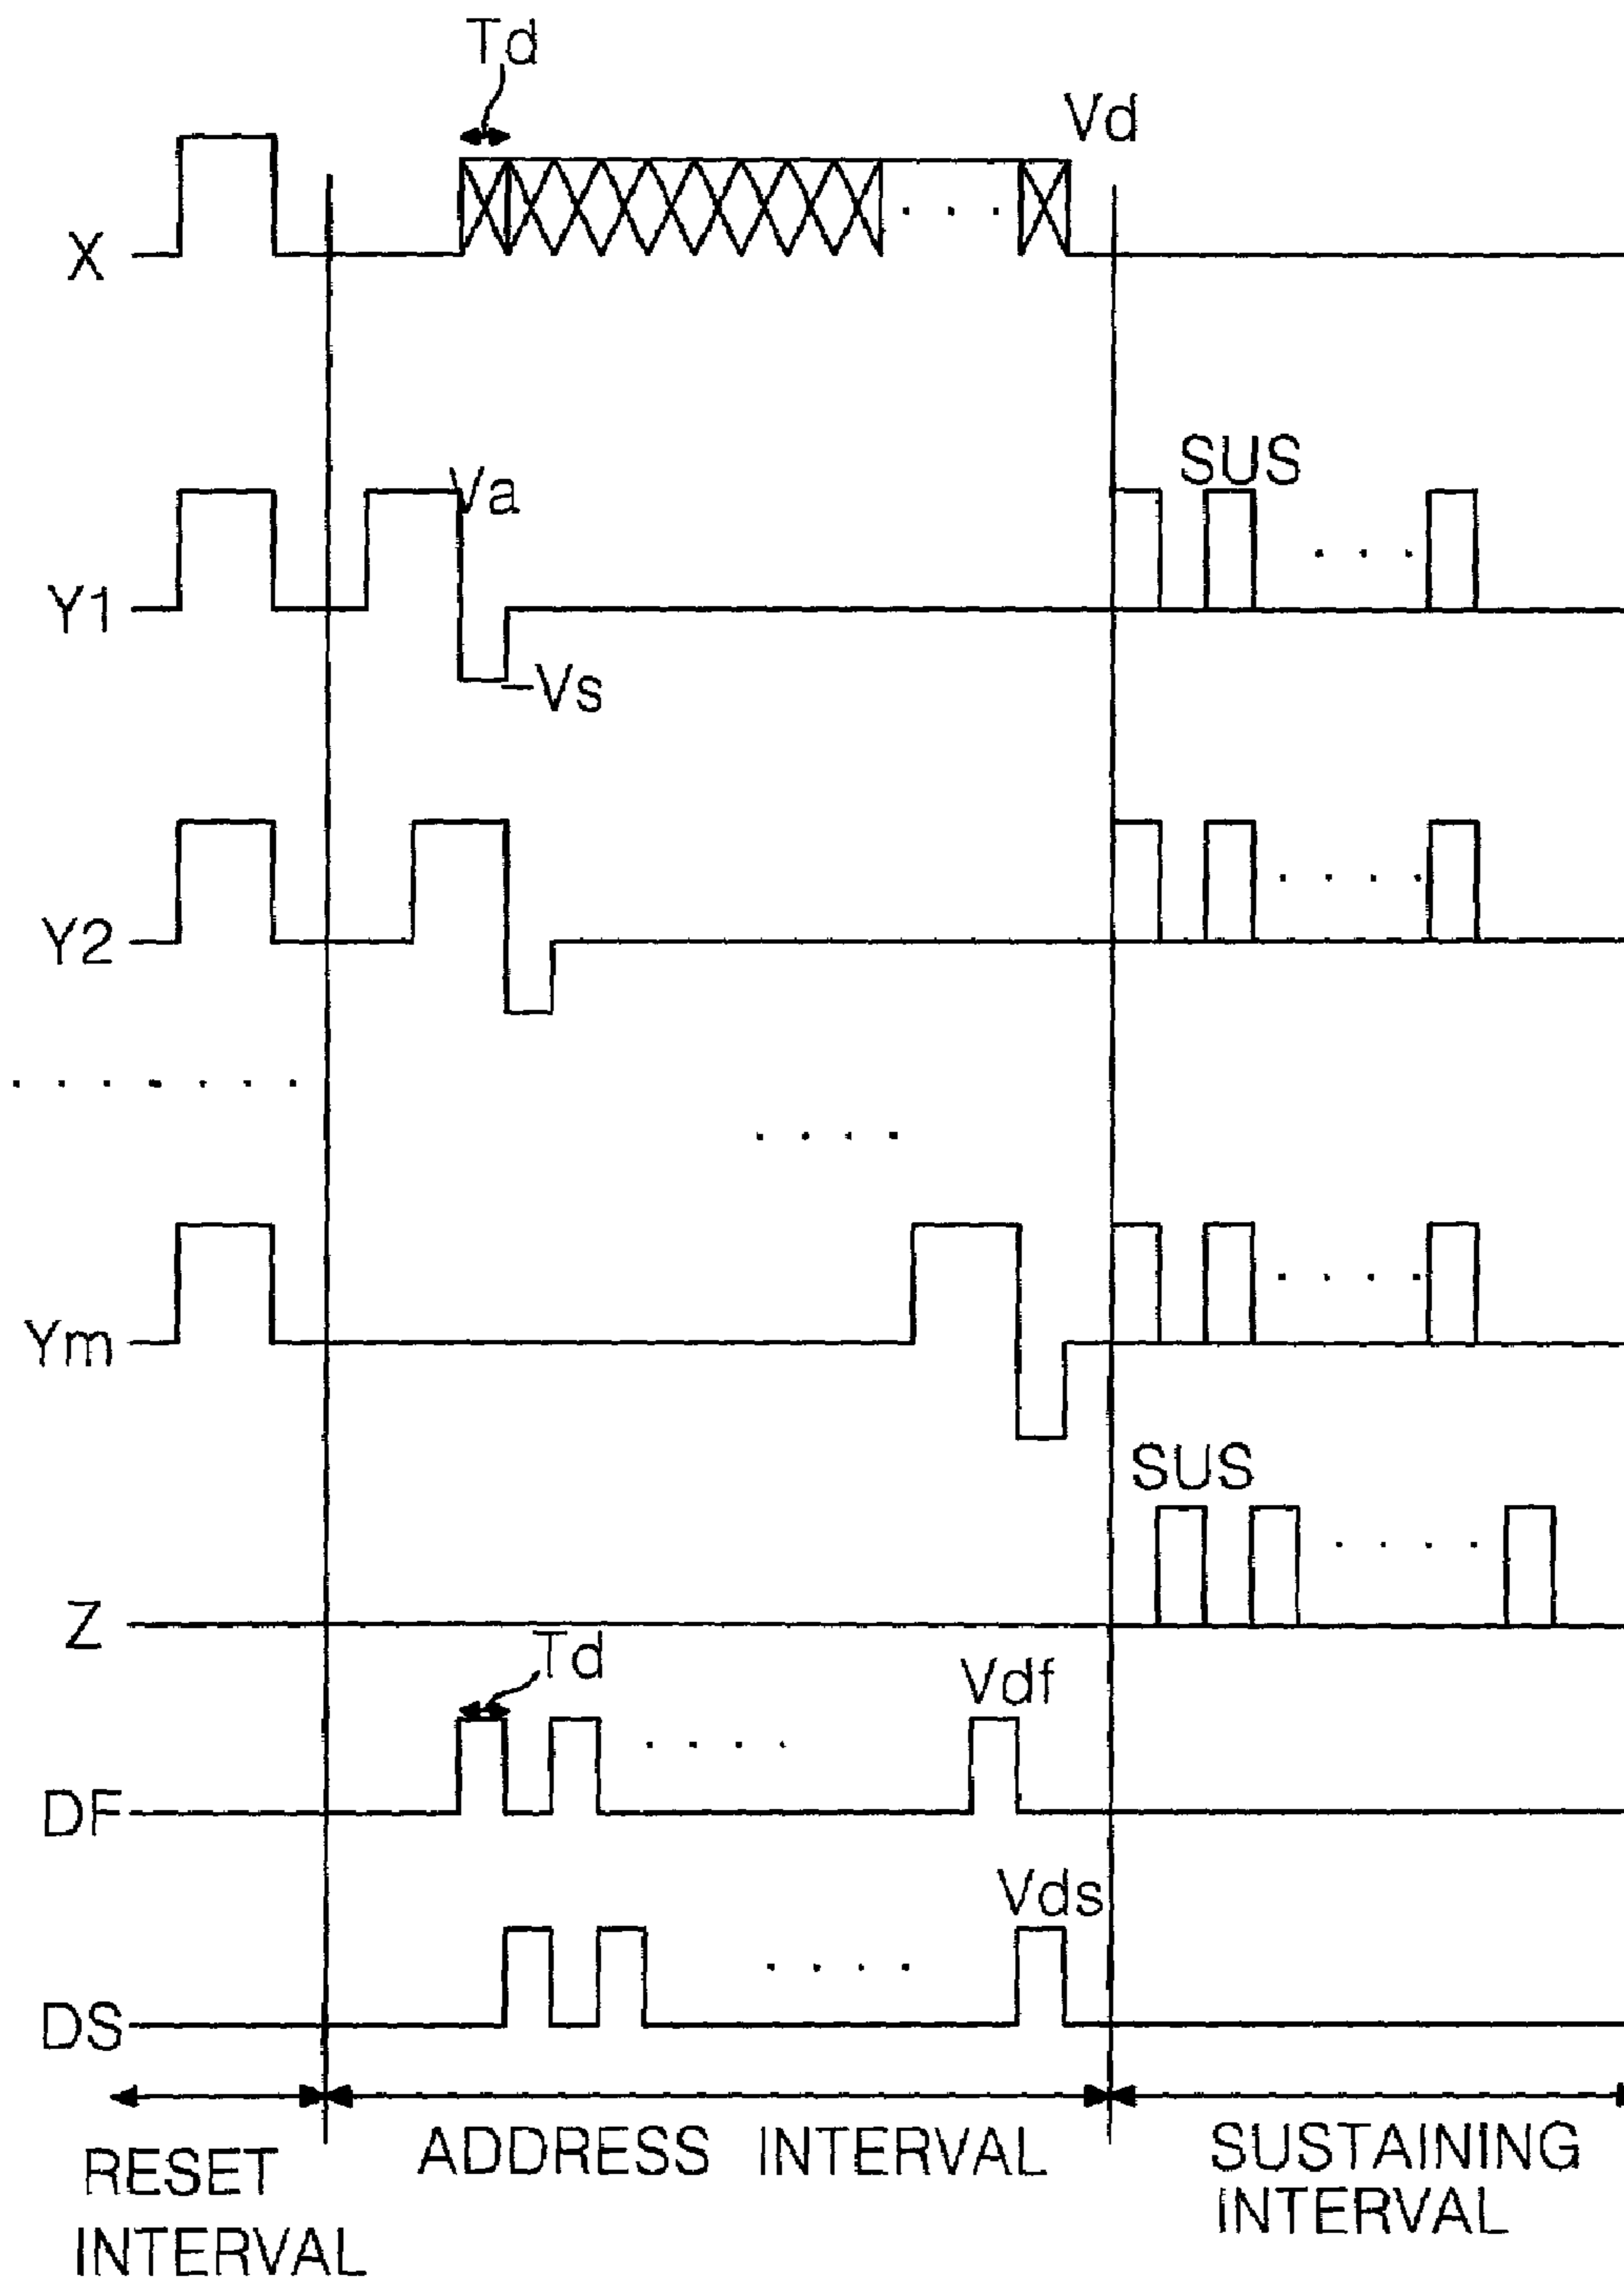 Td
Vd
X
SUS
Va
Y1
-Vs
Y2
Ym
SUS
Z
Td
Vdf
DF
Vds
DS
RESET
INTERVAL
ADDRESS INTERVAL
SUSTAINING
INTERVAL